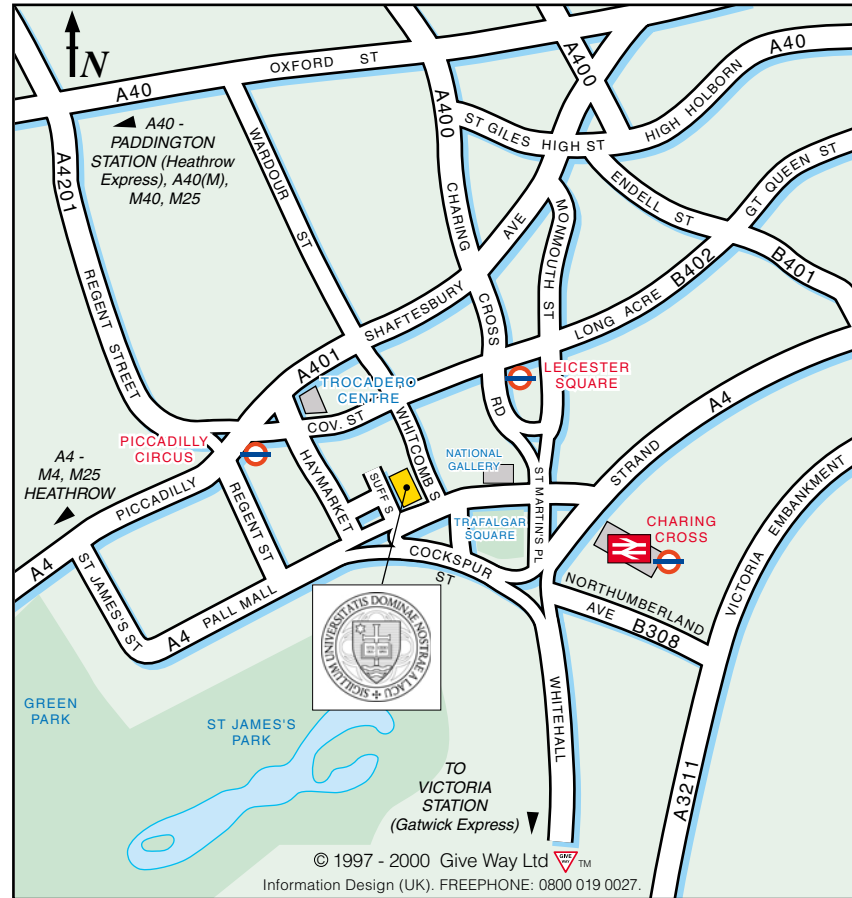 N
OXFORD ST
A40
A400
A400
A40
HIGH HOLBORN
ST GILES HIGH ST
A40 -
PADDINGTON
STATION (Heathrow
Express), A40(M),
M40, M25
A4201
WARDOUR ST
CHARING CROSS RD
AVE
MONMOUTH ST
ENDELL ST
GT QUEEN ST
B402
B401
REGENT STREET
SHAFTESBURY
LONG ACRE
A401
TROCADERO
CENTRE
LEICESTER
SQUARE
A4
COV. ST
WHITCOMB S
PICCADILLY
CIRCUS
NATIONAL
GALLERY
STRAND
A4 -
M4, M25
HEATHROW
PICCADILLY
HAYMARKET
SUFF S
REGENT ST
TRAFALGAR
SQUARE
ST MARTIN'S PL
CHARING
CROSS
VICTORIA EMBANKMENT
A4
ST JAMES'S ST
COCKSPUR
ST
PALL MALL
A4
NORTHUMBERLAND
AVE
B308
SIGILLUM UNIVERSITATIS DOMINAE NOSTRAE A LACU
WHITEHALL
GREEN
PARK
ST JAMES'S
PARK
TO
VICTORIA
STATION
(Gatwick Express)
A3211
© 1997 - 2000 Give Way Ltd GIVE WAY TM
Information Design (UK). FREEPHONE: 0800 019 0027.